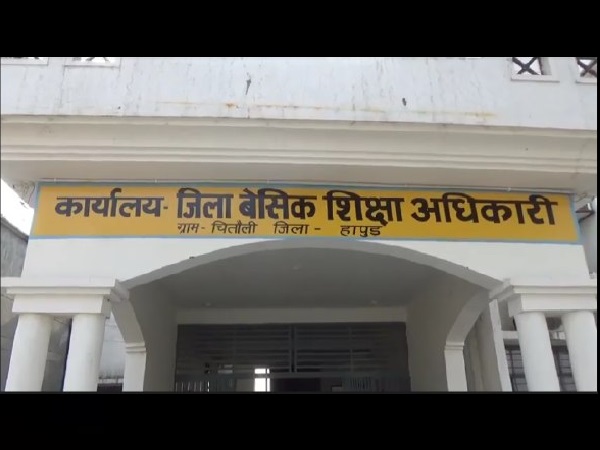 कार्यालय- जिला बेसिक शिक्षा अधिकारी
ग्राम- चितौली जिला - हापुड